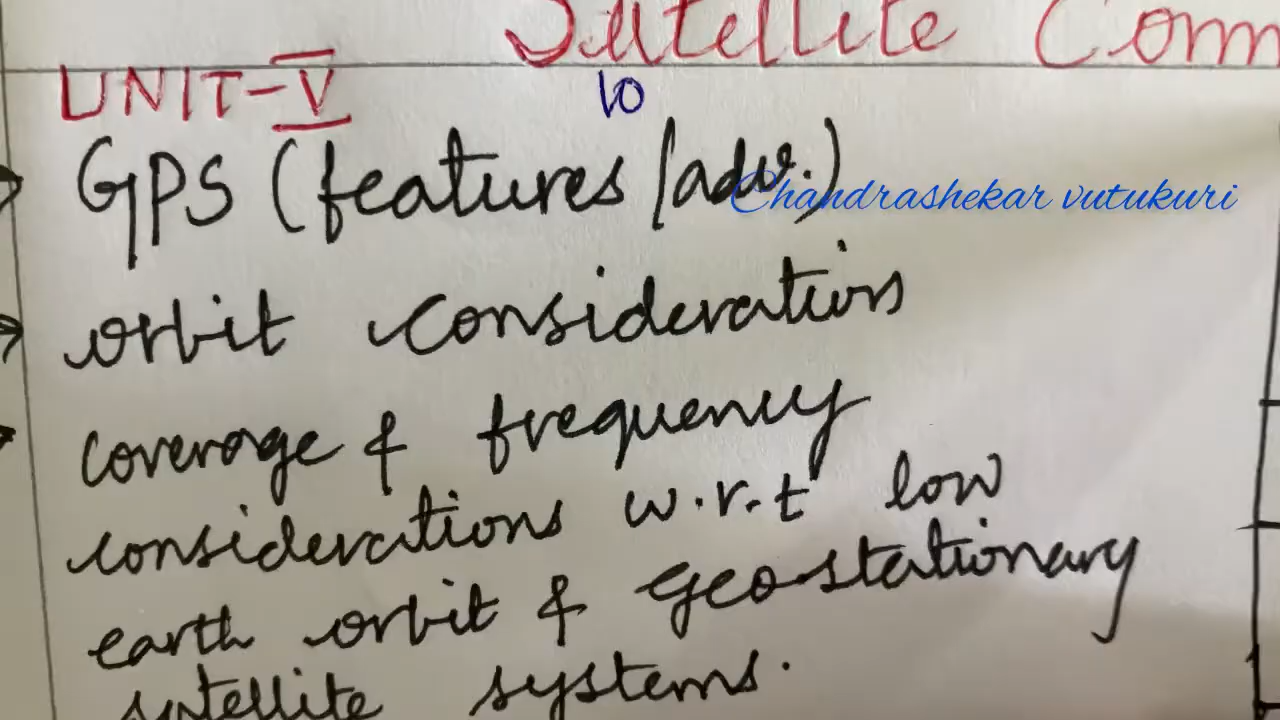 Satellite Com
UNIT-V
10
GPS (features/adv.)
Chandrashekar vutukuri
orbit considerations
coverage & frequency
considerations w.r.t low
earth orbit & geo-stationary
satellite systems.